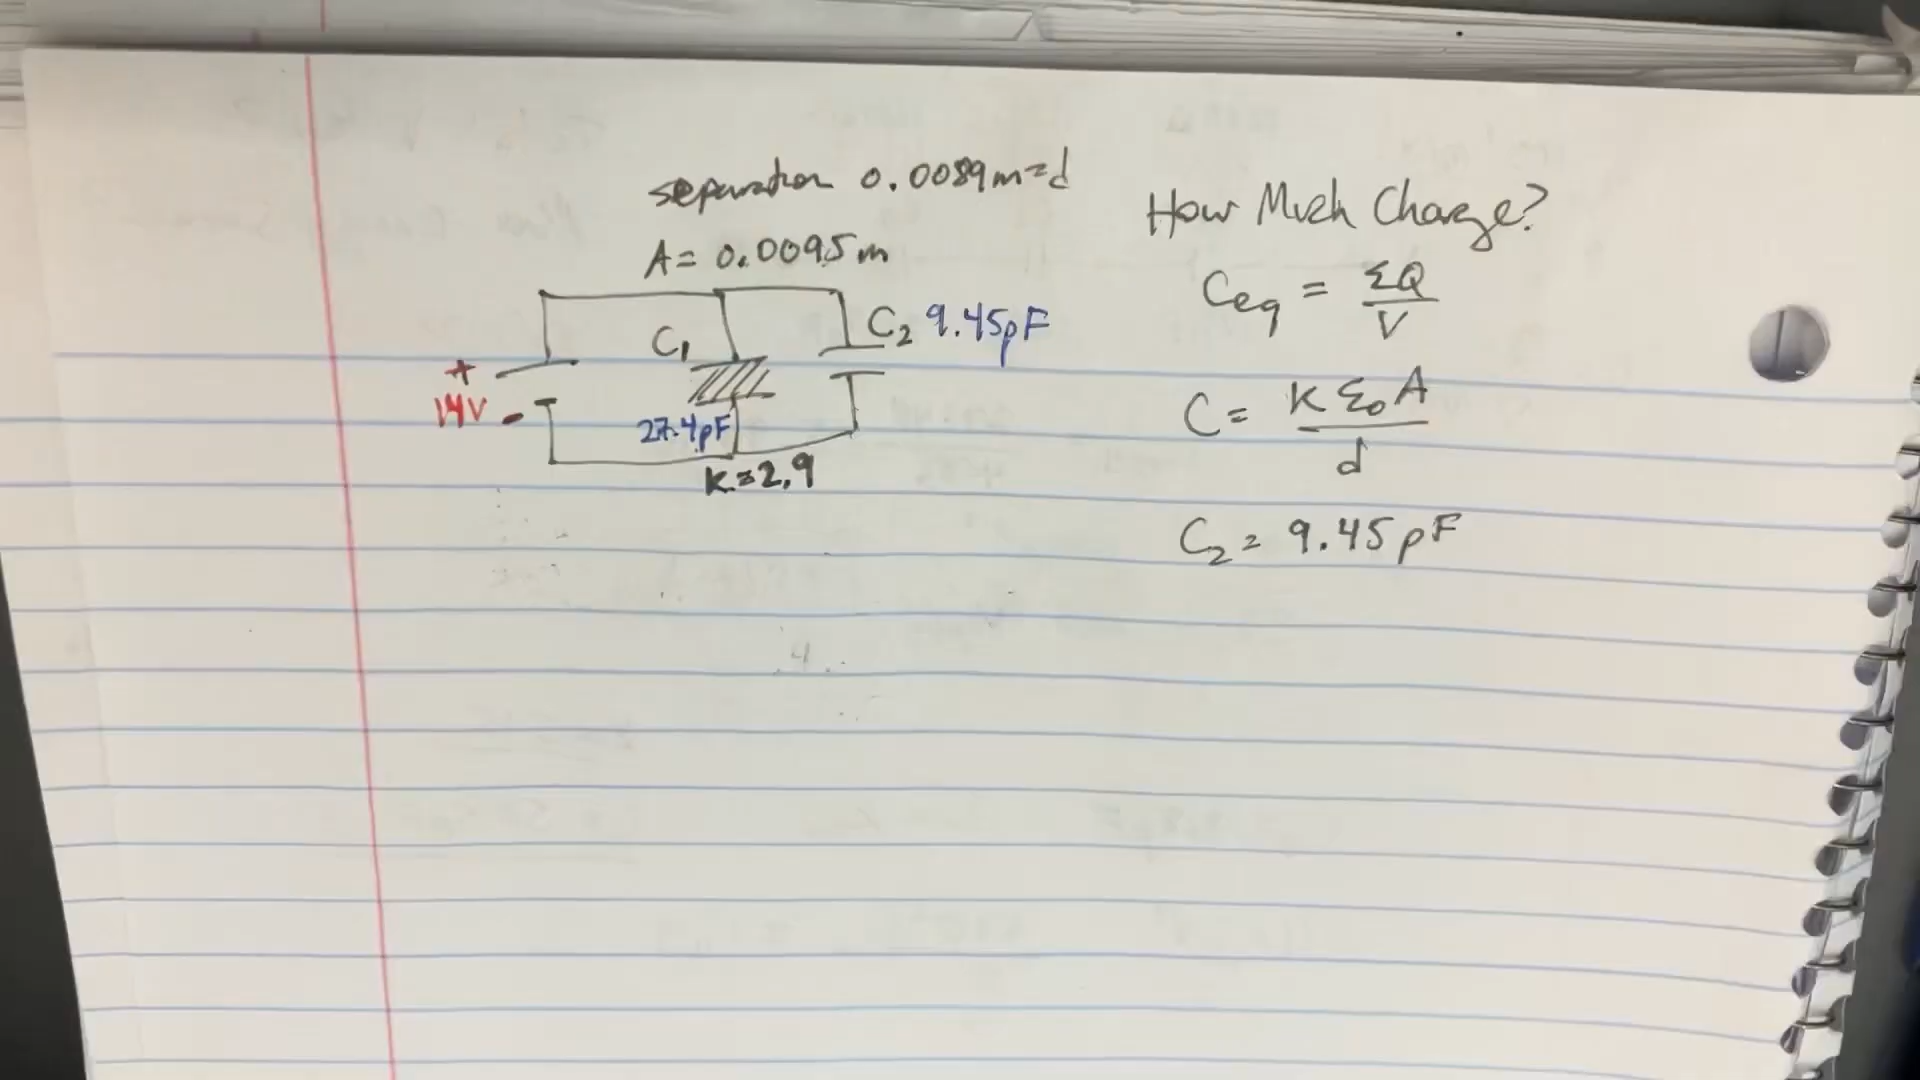 separation 0.0089m=d
A = 0.0095m
How Much Charge?
Ceq = ΣQ/V
C1
C2 9.45pF
+
14V -
27.4pF
K=2.9
C = Kε0A/d
C2 = 9.45pF